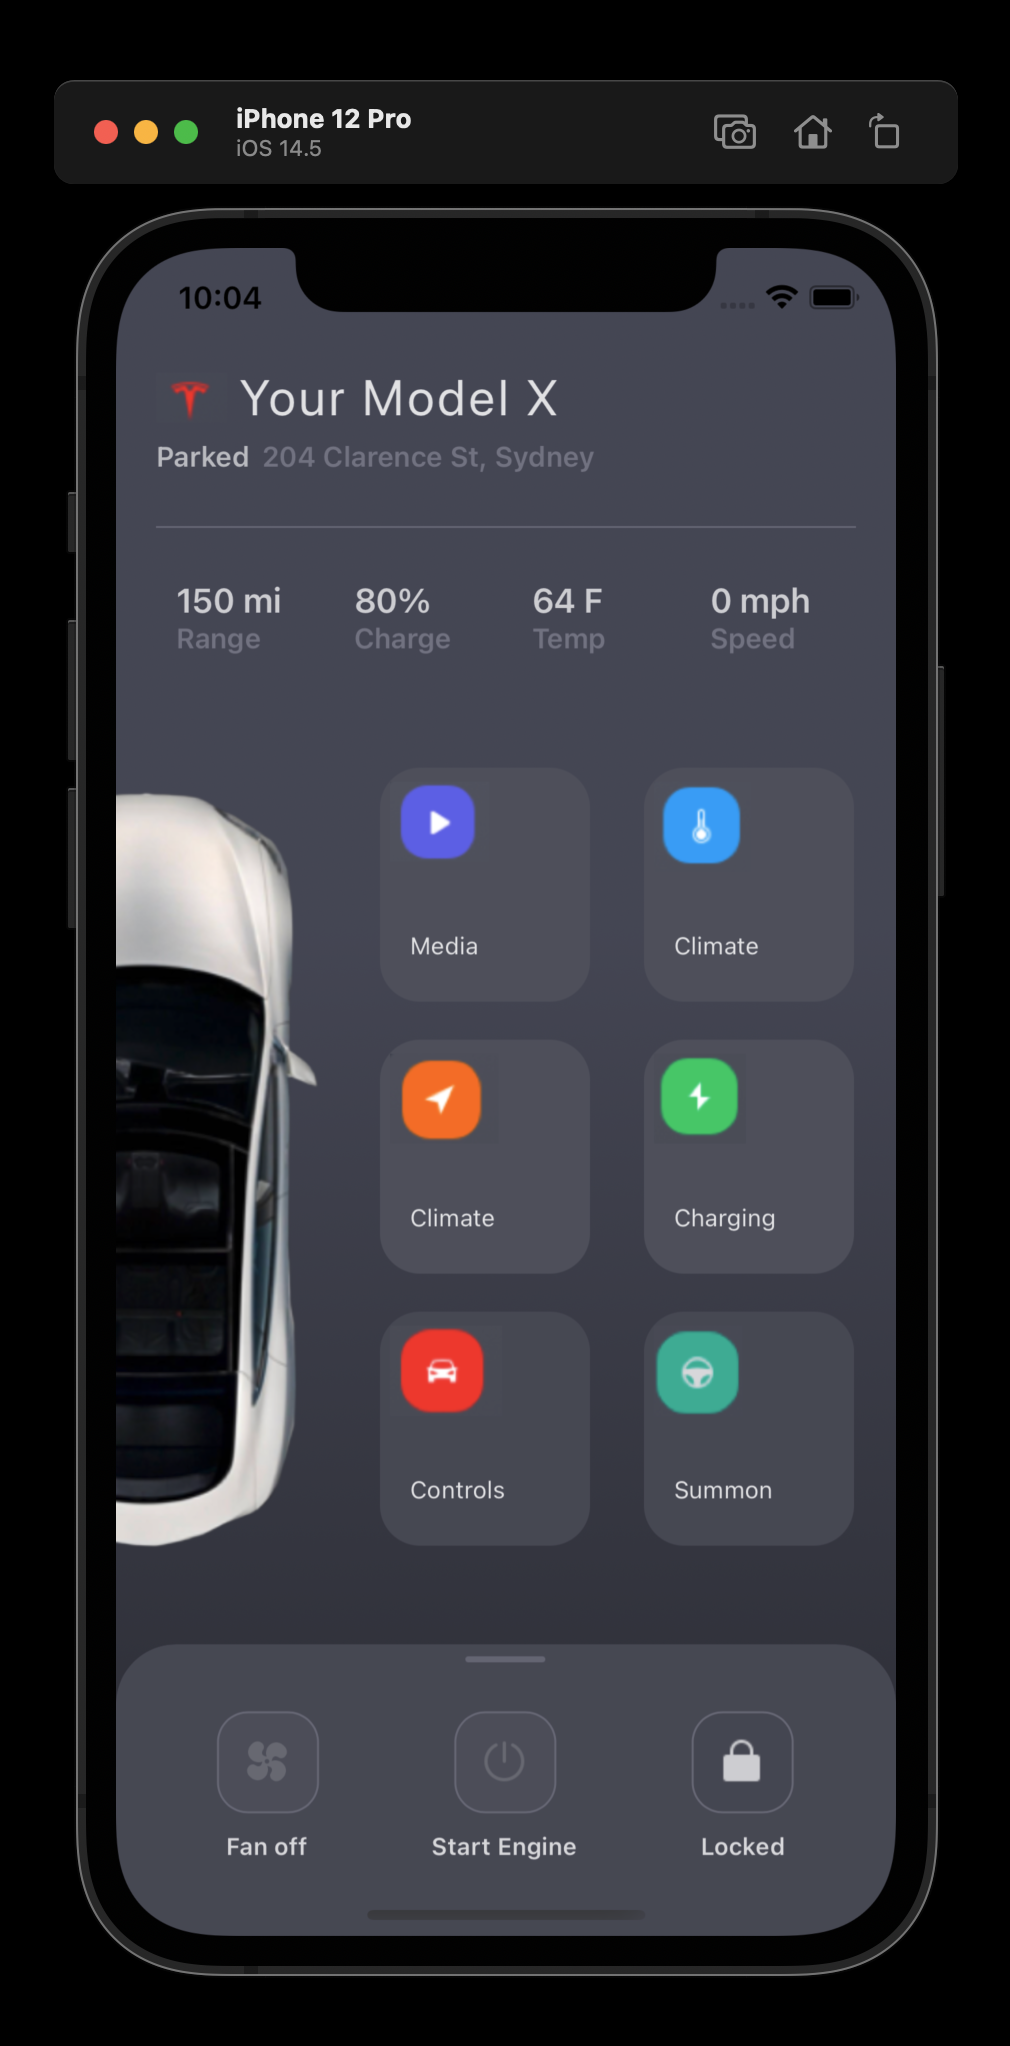 iPhone 12 Pro
iOS 14.5
10:04
Your Model X
Parked 204 Clarence St, Sydney
150 mi 80% 64 F 0 mph
Range Charge Temp Speed
Media Climate
Climate Charging
Controls Summon
Fan off Start Engine Locked